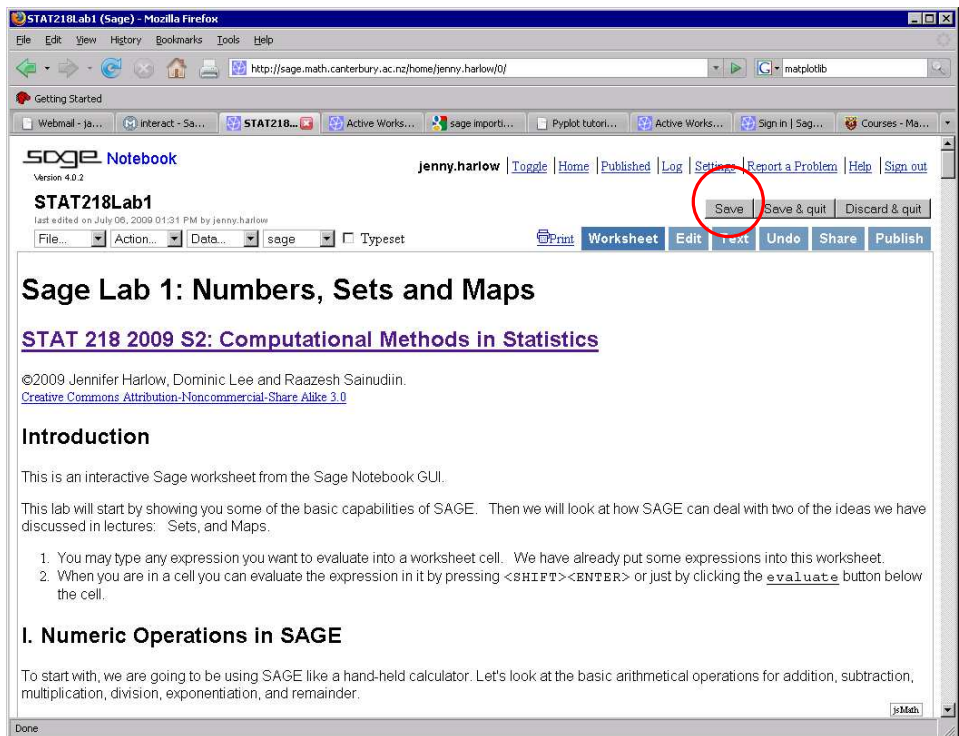 STAT218Lab1 (Sage) - Mozilla Firefox
File Edit View History Bookmarks Tools Help
http://sage.math.canterbury.ac.nz/home/jenny.harlow/0/ matplotlib
Getting Started
Webmail - ja... interact - Sa... STAT218... Active Works... sage importi... Pyplot tutori... Active Works... Sign in | Sag... Courses - Ma...
sage Notebook
Version 4.0.2
jenny.harlow | Toggle | Home | Published | Log | Settings | Report a Problem | Help | Sign out
STAT218Lab1
last edited on July 06, 2009 01:31 PM by jenny.harlow
Save Save & quit Discard & quit
File... Action... Data... sage Typeset Print Worksheet Edit Text Undo Share Publish
Sage Lab 1: Numbers, Sets and Maps
STAT 218 2009 S2: Computational Methods in Statistics
©2009 Jennifer Harlow, Dominic Lee and Raazesh Sainudiin.
Creative Commons Attribution-Noncommercial-Share Alike 3.0
Introduction
This is an interactive Sage worksheet from the Sage Notebook GUI.
This lab will start by showing you some of the basic capabilities of SAGE. Then we will look at how SAGE can deal with two of the ideas we have
discussed in lectures: Sets, and Maps.
1. You may type any expression you want to evaluate into a worksheet cell. We have already put some expressions into this worksheet.
2. When you are in a cell you can evaluate the expression in it by pressing <SHIFT><ENTER> or just by clicking the evaluate button below
the cell.
I. Numeric Operations in SAGE
To start with, we are going to be using SAGE like a hand-held calculator. Let's look at the basic arithmetical operations for addition, subtraction,
multiplication, division, exponentiation, and remainder.
jsMath
Done